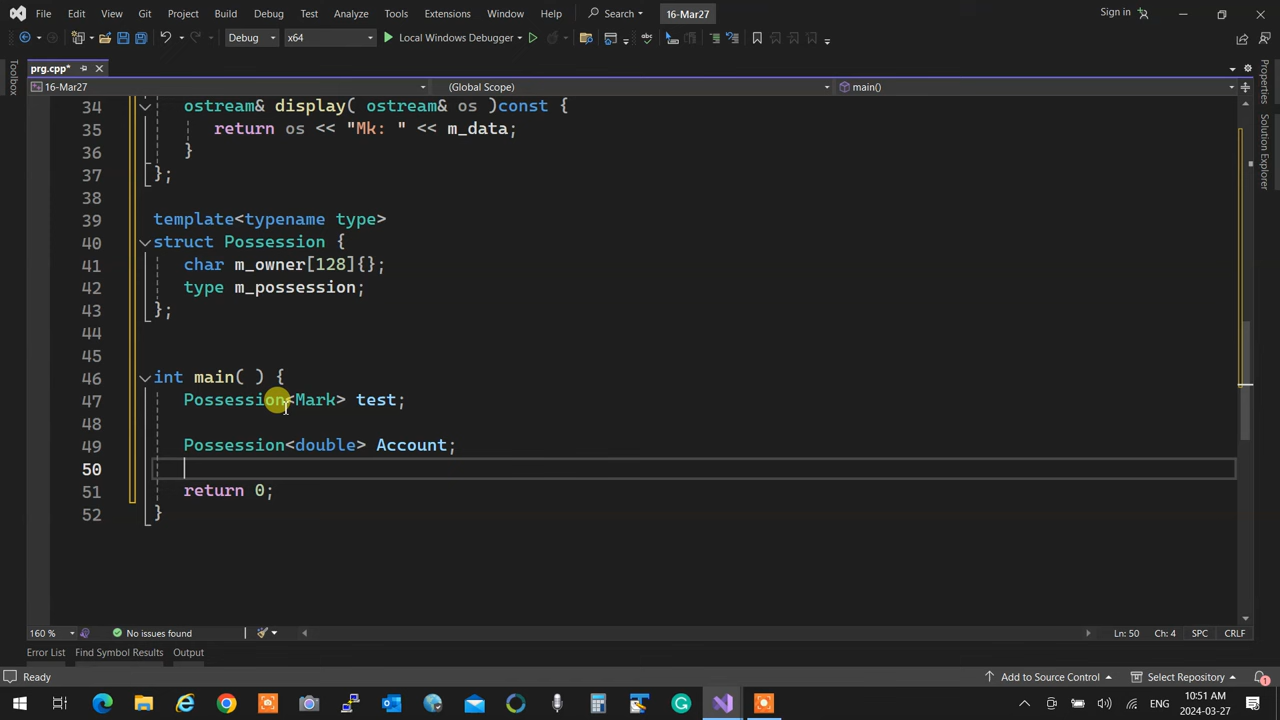 File Edit View Git Project Build Debug Test Analyze Tools Extensions Window Help Search 16-Mar27 Sign in
Debug x64 Local Windows Debugger
prg.cpp*
16-Mar27 (Global Scope) main()
Toolbox
Properties
Solution Explorer
34 ostream& display( ostream& os )const {
35 return os << "Mk: " << m_data;
36 }
37 };
38
39 template<typename type>
40 struct Possession {
41 char m_owner[128]{};
42 type m_possession;
43 };
44
45
46 int main( ) {
47 Possession<Mark> test;
48
49 Possession<double> Account;
50
51 return 0;
52 }
160 % No issues found Ln: 50 Ch: 4 SPC CRLF
Error List Find Symbol Results Output
Ready Add to Source Control Select Repository 1
ENG 10:51 AM
2024-03-27